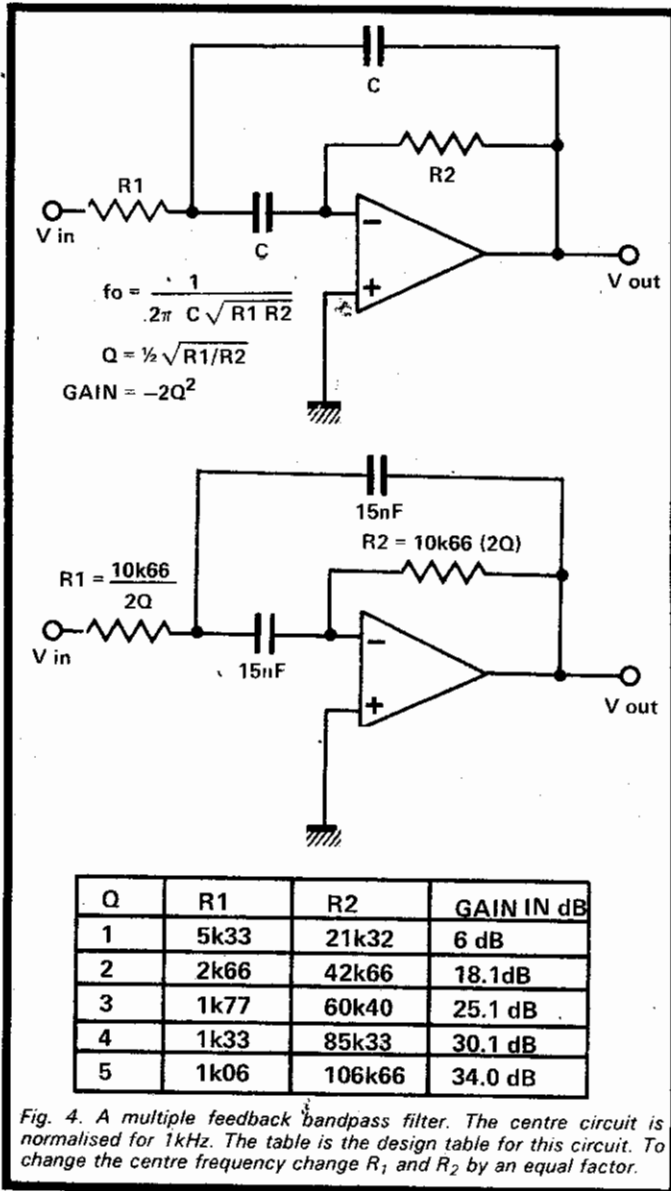 C
R2
R1
V in
C
−
+
V out
fo = 1 / 2π C √R1 R2
Q = ½ √R1/R2
GAIN = −2Q²
15nF
R2 = 10k66 (2Q)
R1 = 10k66 / 2Q
V in
15nF
−
+
V out
Q R1 R2 GAIN IN dB
1 5k33 21k32 6 dB
2 2k66 42k66 18.1dB
3 1k77 60k40 25.1 dB
4 1k33 85k33 30.1 dB
5 1k06 106k66 34.0 dB
Fig. 4. A multiple feedback bandpass filter. The centre circuit is
normalised for 1kHz. The table is the design table for this circuit. To
change the centre frequency change R₁ and R₂ by an equal factor.